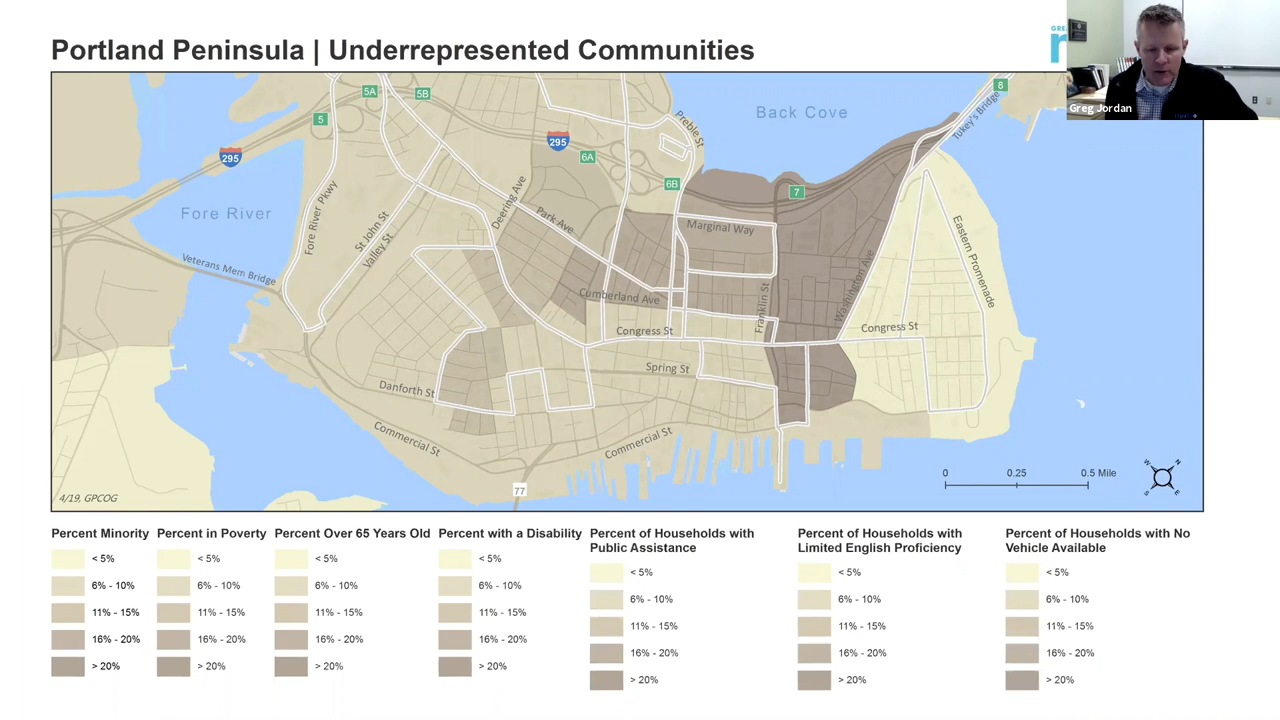 Portland Peninsula | Underrepresented Communities
GRE
Greg Jordan
Back Cove
Tukey's Bridge
8
5A
5B
5
295
295
6A
6B
7
Preble St
Fore River
Fore River Pkwy
St John St
Valley St
Deering Ave
Park Ave
Marginal Way
Veterans Mem Bridge
Cumberland Ave
Franklin St
Washington Ave
Eastern Promenade
Congress St
Congress St
Spring St
Danforth St
Commercial St
Commercial St
77
0 0.25 0.5 Mile
N
E
S
W
4/19, GPCOG
Percent Minority
< 5%
6% - 10%
11% - 15%
16% - 20%
> 20%
Percent in Poverty
< 5%
6% - 10%
11% - 15%
16% - 20%
> 20%
Percent Over 65 Years Old
< 5%
6% - 10%
11% - 15%
16% - 20%
> 20%
Percent with a Disability
< 5%
6% - 10%
11% - 15%
16% - 20%
> 20%
Percent of Households with
Public Assistance
< 5%
6% - 10%
11% - 15%
16% - 20%
> 20%
Percent of Households with
Limited English Proficiency
< 5%
6% - 10%
11% - 15%
16% - 20%
> 20%
Percent of Households with No
Vehicle Available
< 5%
6% - 10%
11% - 15%
16% - 20%
> 20%